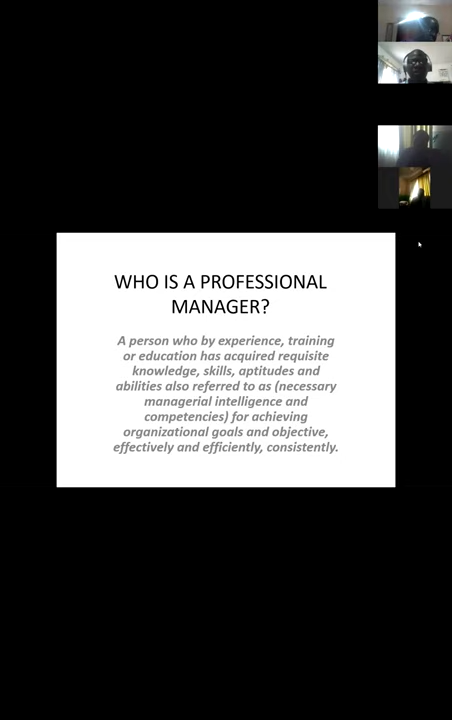 WHO IS A PROFESSIONAL
MANAGER?
A person who by experience, training
or education has acquired requisite
knowledge, skills, aptitudes and
abilities also referred to as (necessary
managerial intelligence and
competencies) for achieving
organizational goals and objective,
effectively and efficiently, consistently.